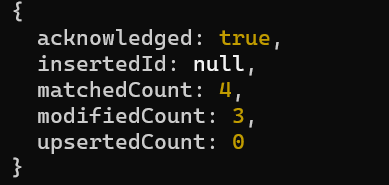 {
  acknowledged: true,
  insertedId: null,
  matchedCount: 4,
  modifiedCount: 3,
  upsertedCount: 0
}